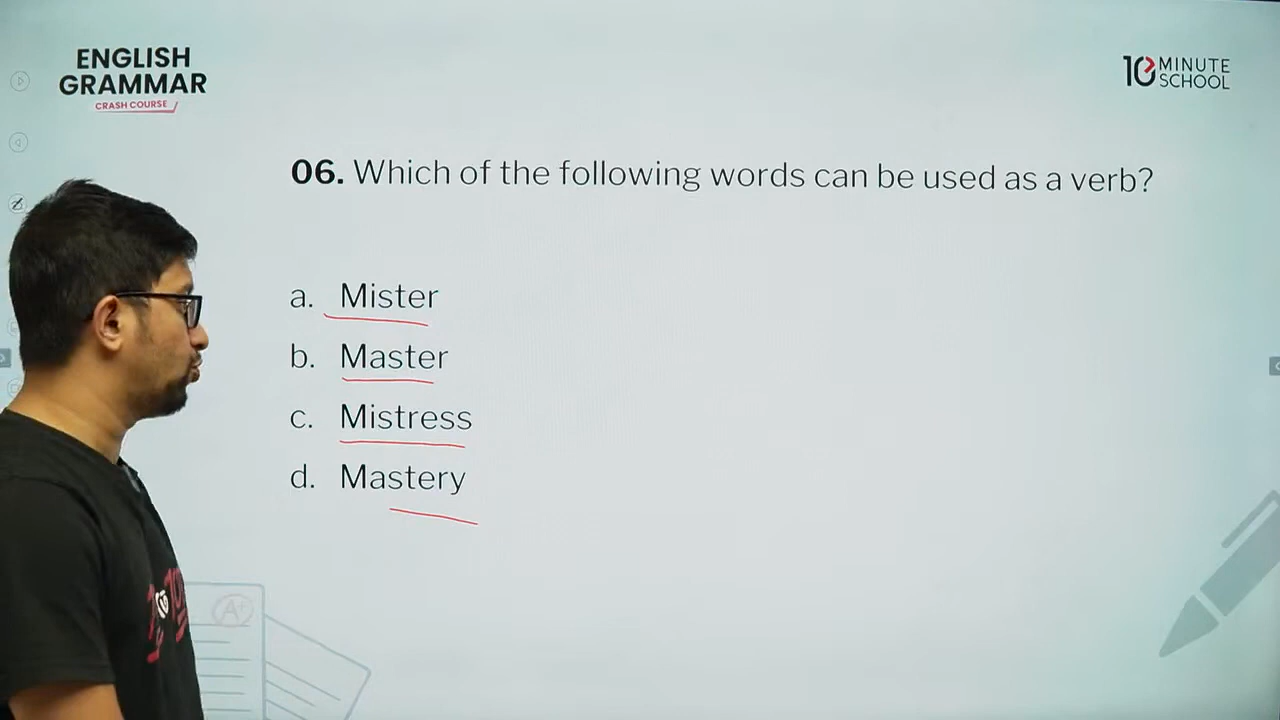 ENGLISH
GRAMMAR
CRASH COURSE
10 MINUTE
SCHOOL
06. Which of the following words can be used as a verb?
a. Mister
b. Master
c. Mistress
d. Mastery
A+